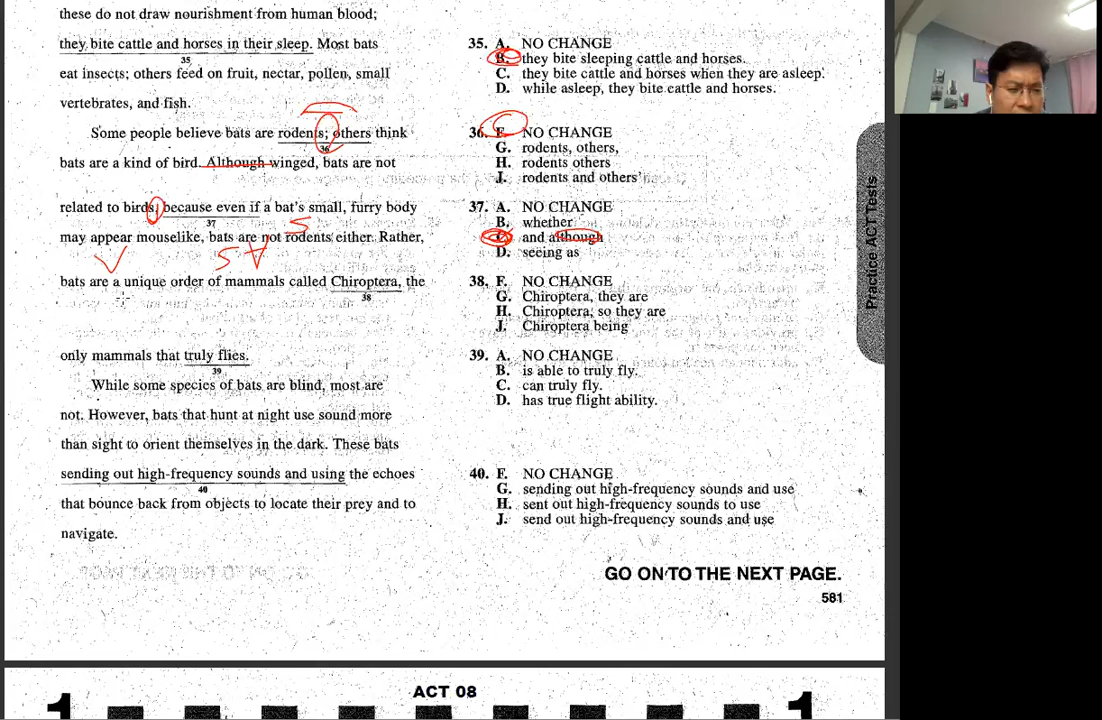 these do not draw nourishment from human blood;
they bite cattle and horses in their sleep. Most bats
35
eat insects; others feed on fruit, nectar, pollen, small
vertebrates, and fish.
Some people believe bats are rodents; others think
36
bats are a kind of bird. Although winged, bats are not
related to birds, because even if a bat's small, furry body
37
may appear mouselike, bats are not rodents either. Rather,
bats are a unique order of mammals called Chiroptera, the
38
only mammals that truly flies.
39
While some species of bats are blind, most are
not. However, bats that hunt at night use sound more
than sight to orient themselves in the dark. These bats
sending out high-frequency sounds and using the echoes
40
that bounce back from objects to locate their prey and to
navigate.
35. A. NO CHANGE
B. they bite sleeping cattle and horses.
C. they bite cattle and horses when they are asleep.
D. while asleep, they bite cattle and horses.
36. F. NO CHANGE
G. rodents, others,
H. rodents others
J. rodents and others
37. A. NO CHANGE
B. whether
C. and although
D. seeing as
38. F. NO CHANGE
G. Chiroptera, they are
H. Chiroptera; so they are
J. Chiroptera being
39. A. NO CHANGE
B. is able to truly fly.
C. can truly fly.
D. has true flight ability.
40. F. NO CHANGE
G. sending out high-frequency sounds and use
H. sent out high-frequency sounds to use
J. send out high-frequency sounds and use
Practice ACT Tests
GO ON TO THE NEXT PAGE.
581
1 ACT 08 1